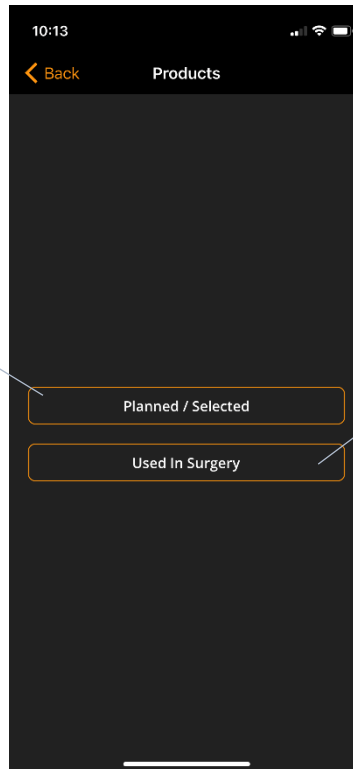 10:13
Back
Products
Planned / Selected
Used In Surgery